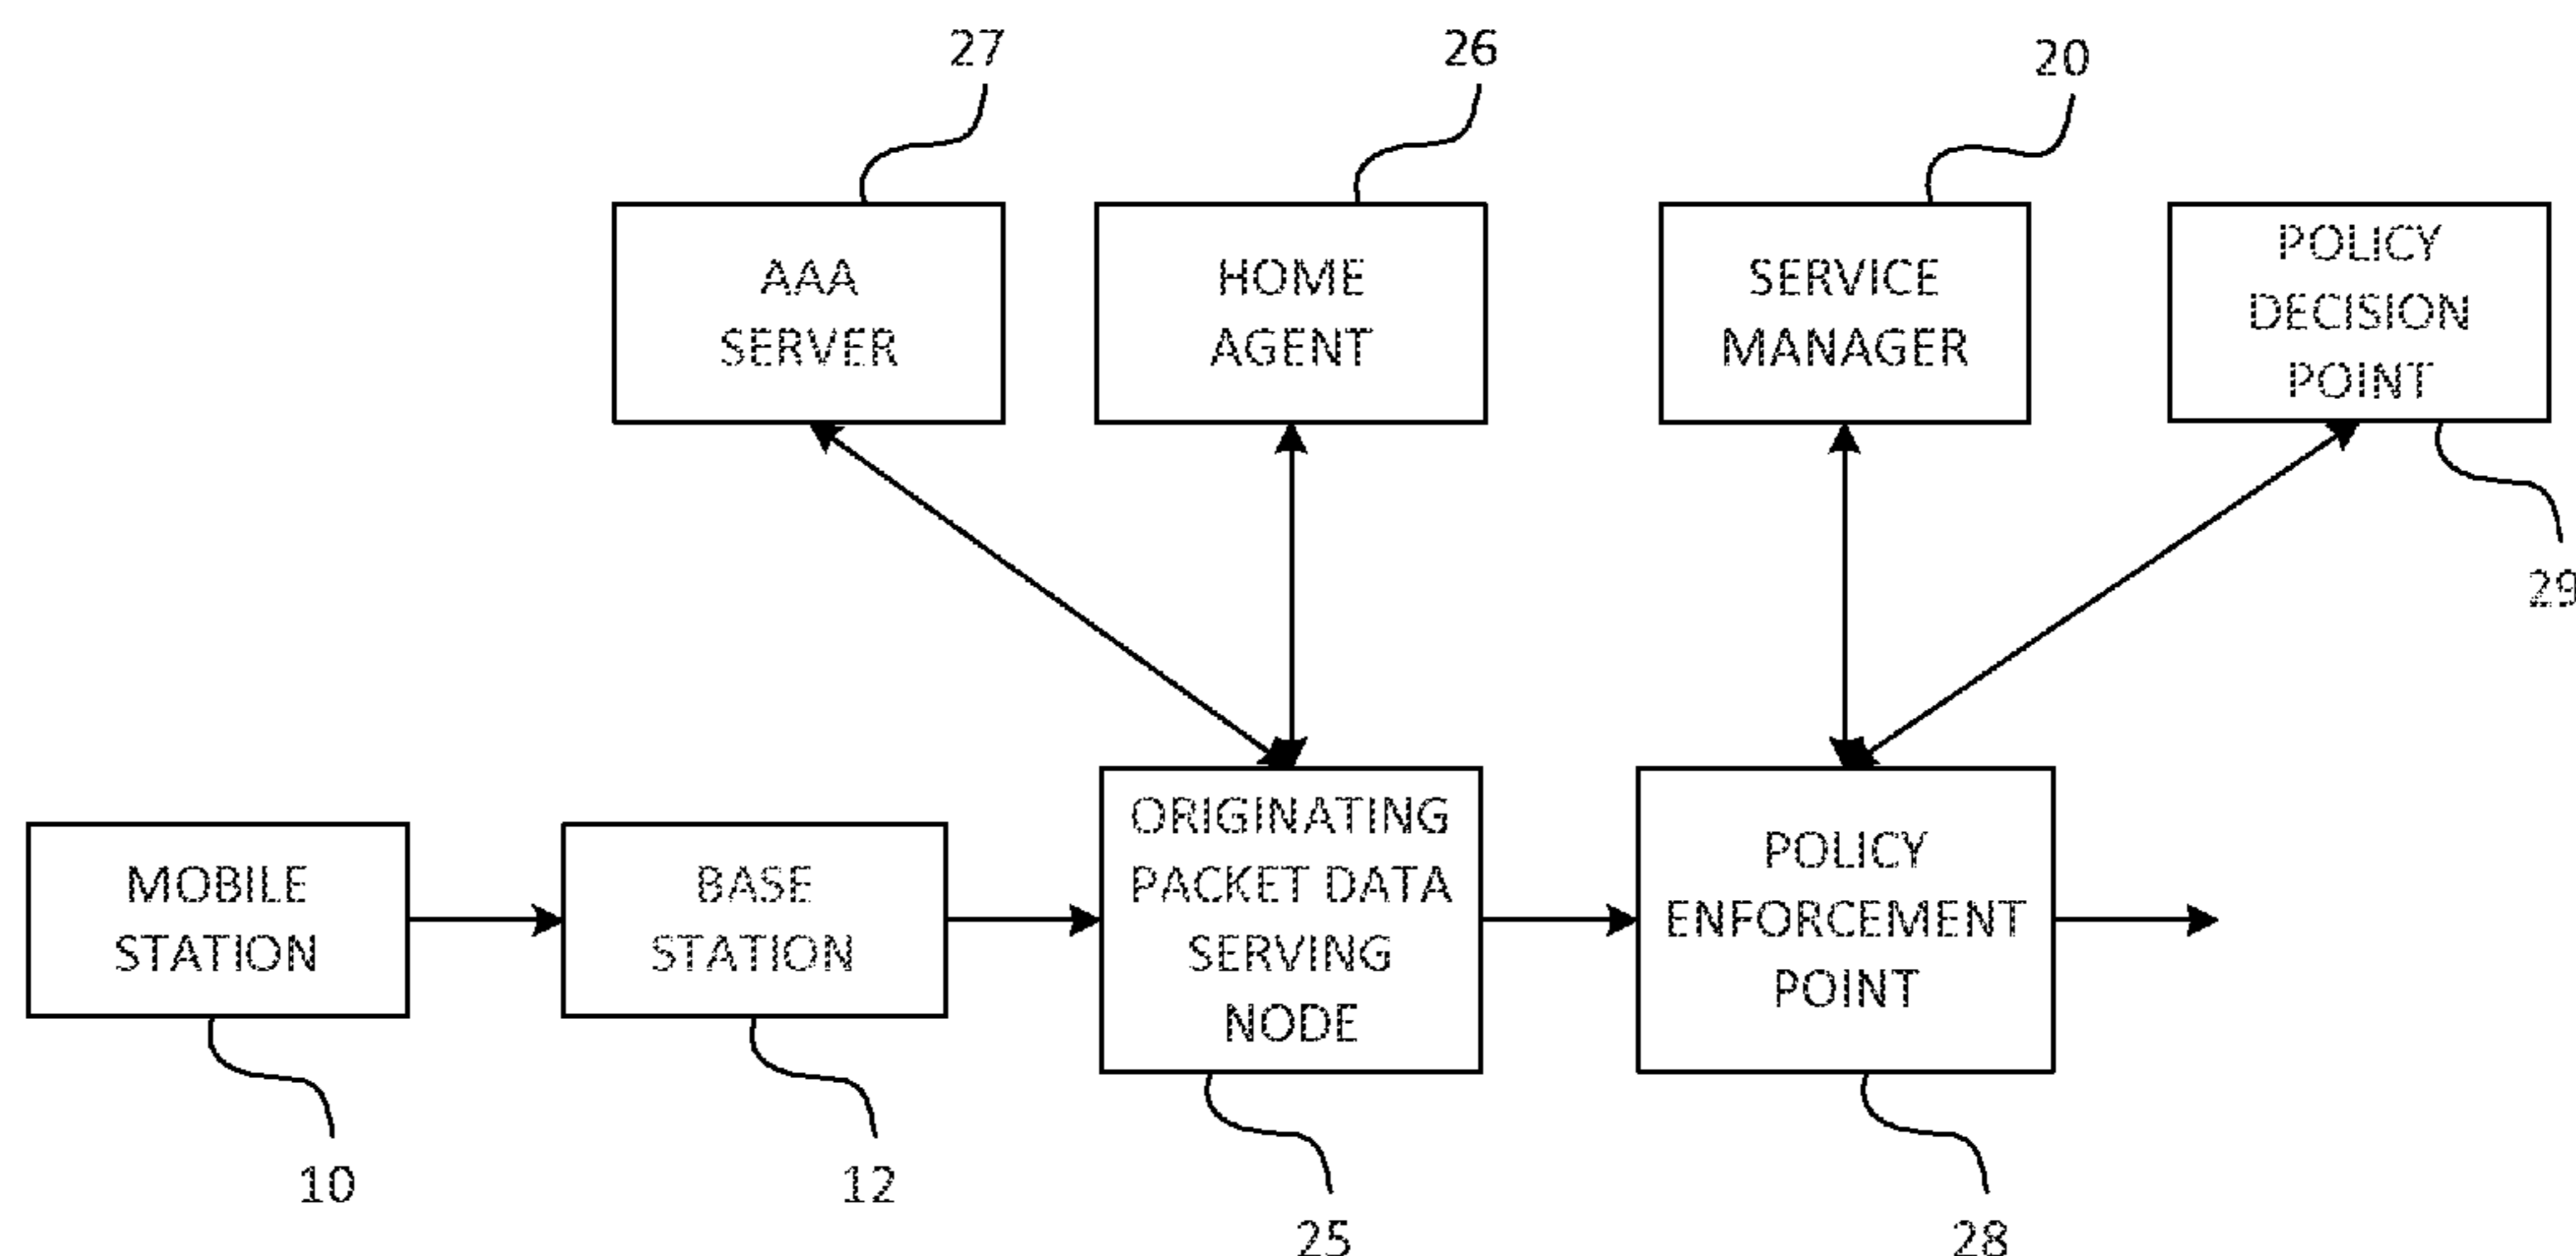 27
26
20
AAA
SERVER
HOME
AGENT
SERVICE
MANAGER
POLICY
DECISION
POINT
29
MOBILE
STATION
BASE
STATION
ORIGINATING
PACKET DATA
SERVING
NODE
POLICY
ENFORCEMENT
POINT
10
12
25
28